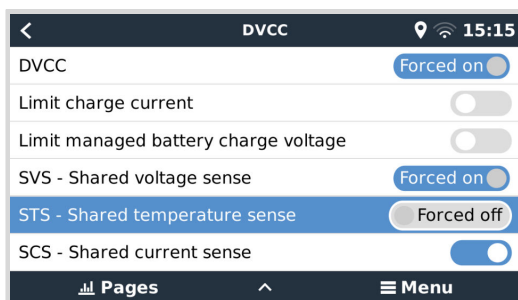 DVCC 15:15
DVCC Forced on
Limit charge current
Limit managed battery charge voltage
SVS - Shared voltage sense Forced on
STS - Shared temperature sense Forced off
SCS - Shared current sense
Pages Menu